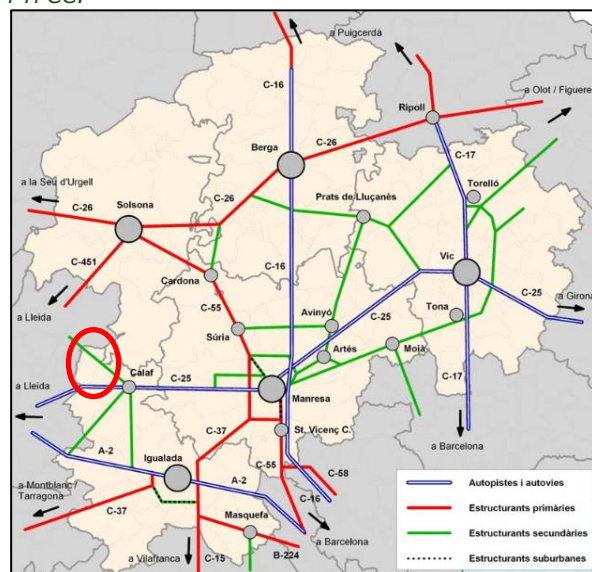 a Puigcerdà
C-16
Ripoll
a Olot / Figuere
C-26
Berga
C-17
a la Seu d'Urgell
Solsona
Torelló
Prats de Lluçanès
C-26
C-26
Vic
C-451
C-16
Cardona
C-25
a Girona
C-55
Avinyó
C-25
Tona
a Lleida
Súria
Artés
Moià
Calaf
a Lleida
C-25
C-17
Manresa
C-37
St. Vicenç C.
a Barcelona
A-2
Igualada
C-55
C-58
A-2
C-16
a Montblanc /
Tarragona
C-37
Masquefa
a Barcelona
a Vilafranca
C-15
B-224
Autopistes i autovies
Estructurants primàries
Estructurants secundàries
Estructurants suburbanes